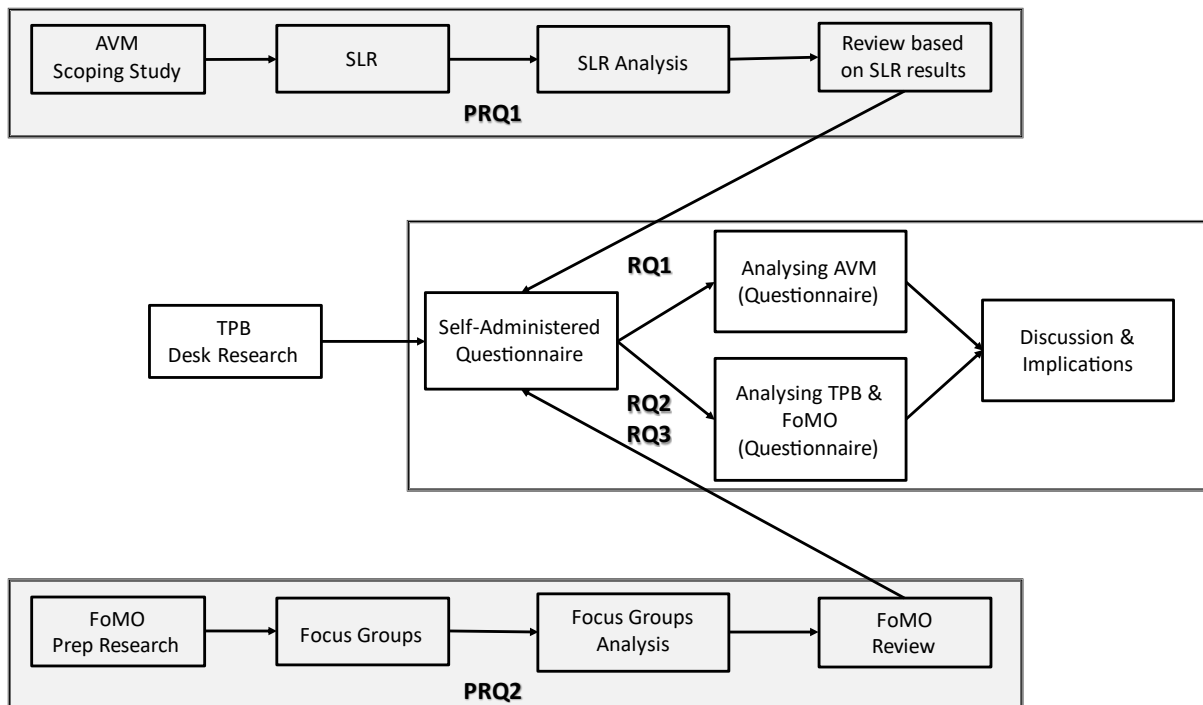 AVM
Scoping Study
SLR
SLR Analysis
Review based
on SLR results
PRQ1
TPB
Desk Research
Self-Administered
Questionnaire
RQ1
RQ2
RQ3
Analysing AVM
(Questionnaire)
Analysing TPB &
FoMO
(Questionnaire)
Discussion &
Implications
FoMO
Prep Research
Focus Groups
Focus Groups
Analysis
FoMO
Review
PRQ2